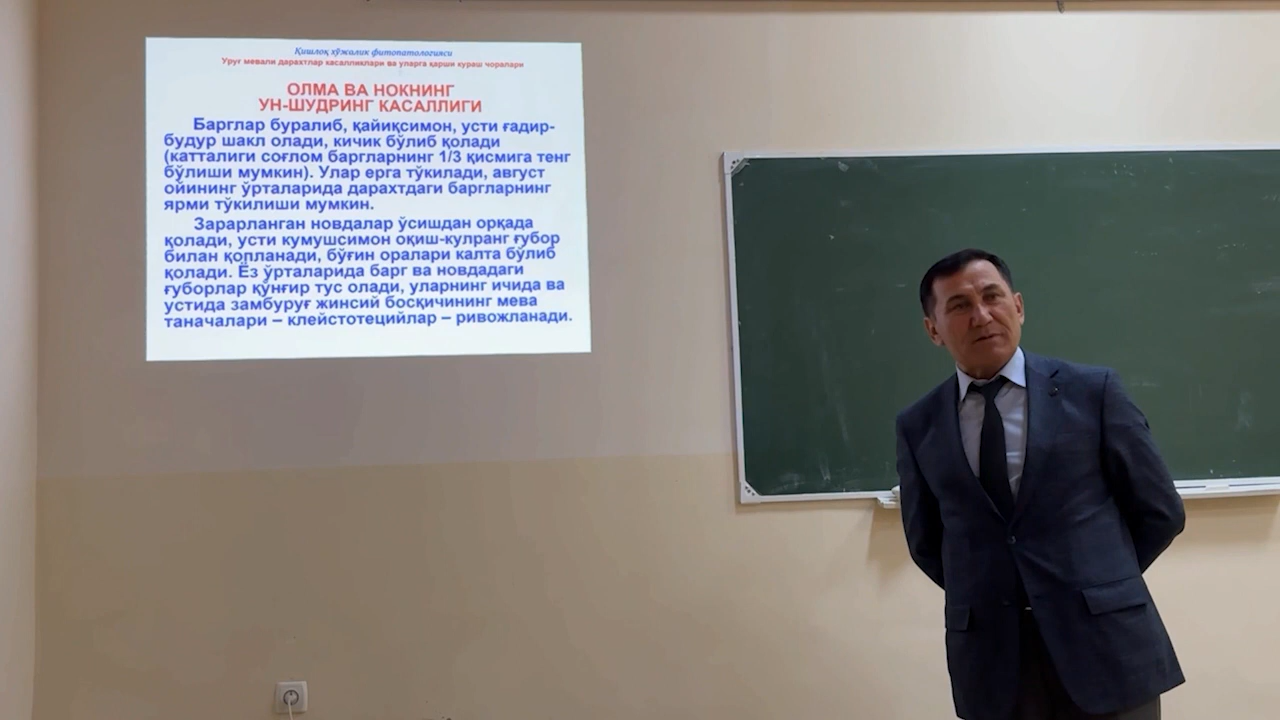 Қишлоқ хўжалик фитопатологияси
Уруғ мевали дарахтлар касалликлари ва уларга қарши кураш чоралари
ОЛМА ВА НОКНИНГ
УН-ШУДРИНГ КАСАЛЛИГИ
Барглар буралиб, қайиқсимон, усти ғадир-
будур шакл олади, кичик бўлиб қолади
(катталиги соғлом баргларнинг 1/3 қисмига тенг
бўлиши мумкин). Улар ерга тўкилади, август
ойининг ўрталарида дарахтдаги баргларнинг
ярми тўкилиши мумкин.
Зарарланган новдалар ўсишдан орқада
қолади, усти кумушсимон оқиш-кулранг ғубор
билан қопланади, бўғин оралари калта бўлиб
қолади. Ёз ўрталарида барг ва новдадаги
ғуборлар қўнғир тус олади, уларнинг ичида ва
устида замбуруғ жинсий босқичининг мева
таначалари – клейстотецийлар – ривожланади.